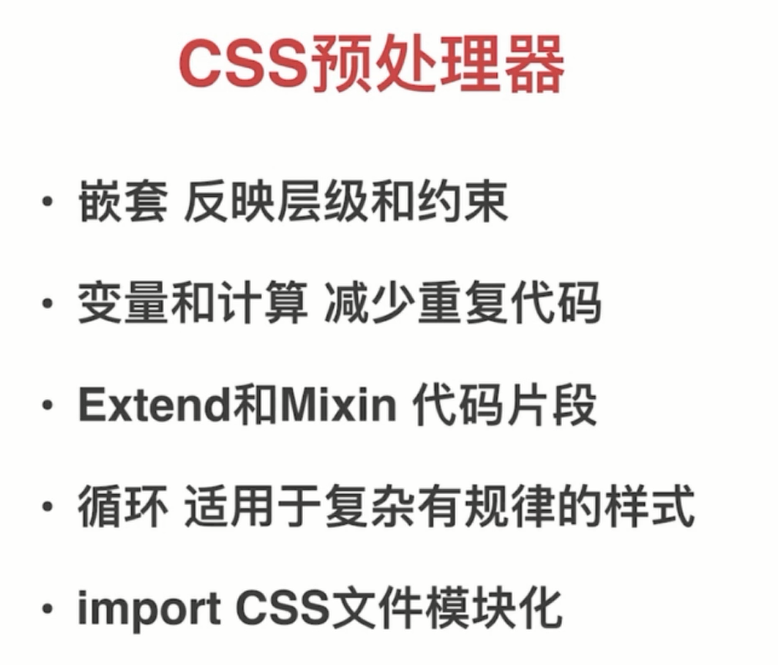 CSS预处理器
• 嵌套 反映层级和约束
• 变量和计算 减少重复代码
• Extend和Mixin 代码片段
• 循环 适用于复杂有规律的样式
• import CSS文件模块化